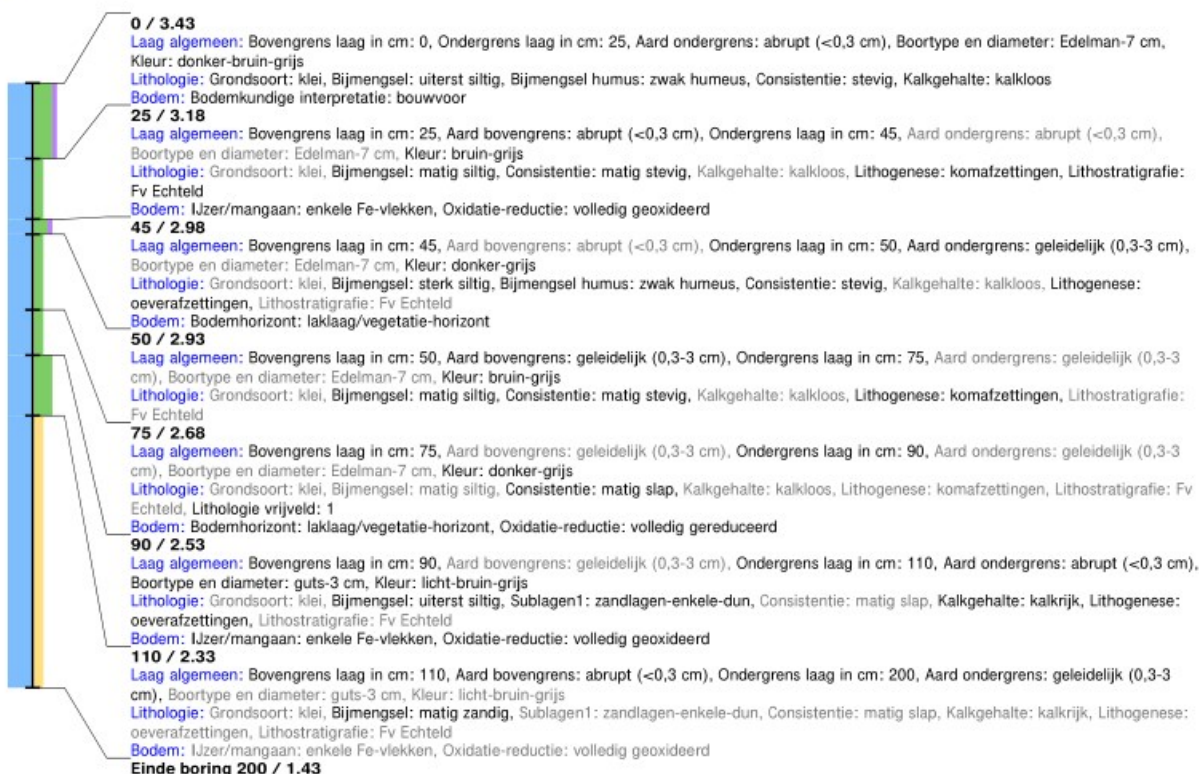 0 / 3.43
Laag algemeen: Bovengrens laag in cm: 0, Ondergrens laag in cm: 25, Aard ondergrens: abrupt (<0,3 cm), Boortype en diameter: Edelman-7 cm,
Kleur: donker-bruin-grijs
Lithologie: Grondsoort: klei, Bijmengsel: uiterst siltig, Bijmengsel humus: zwak humeus, Consistentie: stevig, Kalkgehalte: kalkloos
Bodem: Bodemkundige interpretatie: bouwvoor
25 / 3.18
Laag algemeen: Bovengrens laag in cm: 25, Aard bovengrens: abrupt (<0,3 cm), Ondergrens laag in cm: 45, Aard ondergrens: abrupt (<0,3 cm),
Boortype en diameter: Edelman-7 cm, Kleur: bruin-grijs
Lithologie: Grondsoort: klei, Bijmengsel: matig siltig, Consistentie: matig stevig, Kalkgehalte: kalkloos, Lithogenese: komafzettingen, Lithostratigrafie:
Fv Echteld
Bodem: IJzer/mangaan: enkele Fe-vlekken, Oxidatie-reductie: volledig geoxideerd
45 / 2.98
Laag algemeen: Bovengrens laag in cm: 45, Aard bovengrens: abrupt (<0,3 cm), Ondergrens laag in cm: 50, Aard ondergrens: geleidelijk (0,3-3 cm),
Boortype en diameter: Edelman-7 cm, Kleur: donker-grijs
Lithologie: Grondsoort: klei, Bijmengsel: sterk siltig, Bijmengsel humus: zwak humeus, Consistentie: stevig, Kalkgehalte: kalkloos, Lithogenese:
oeverafzettingen, Lithostratigrafie: Fv Echteld
Bodem: Bodemhorizont: laklaag/vegetatie-horizont
50 / 2.93
Laag algemeen: Bovengrens laag in cm: 50, Aard bovengrens: geleidelijk (0,3-3 cm), Ondergrens laag in cm: 75, Aard ondergrens: geleidelijk (0,3-3
cm), Boortype en diameter: Edelman-7 cm, Kleur: bruin-grijs
Lithologie: Grondsoort: klei, Bijmengsel: matig siltig, Consistentie: matig stevig, Kalkgehalte: kalkloos, Lithogenese: komafzettingen, Lithostratigrafie:
Fv Echteld
75 / 2.68
Laag algemeen: Bovengrens laag in cm: 75, Aard bovengrens: geleidelijk (0,3-3 cm), Ondergrens laag in cm: 90, Aard ondergrens: geleidelijk (0,3-3
cm), Boortype en diameter: Edelman-7 cm, Kleur: donker-grijs
Lithologie: Grondsoort: klei, Bijmengsel: matig siltig, Consistentie: matig slap, Kalkgehalte: kalkloos, Lithogenese: komafzettingen, Lithostratigrafie: Fv
Echteld, Lithologie vrijveld: 1
Bodem: Bodemhorizont: laklaag/vegetatie-horizont, Oxidatie-reductie: volledig gereduceerd
90 / 2.53
Laag algemeen: Bovengrens laag in cm: 90, Aard bovengrens: geleidelijk (0,3-3 cm), Ondergrens laag in cm: 110, Aard ondergrens: abrupt (<0,3 cm),
Boortype en diameter: guts-3 cm, Kleur: licht-bruin-grijs
Lithologie: Grondsoort: klei, Bijmengsel: uiterst siltig, Sublagen1: zandlagen-enkele-dun, Consistentie: matig slap, Kalkgehalte: kalkrijk, Lithogenese:
oeverafzettingen, Lithostratigrafie: Fv Echteld
Bodem: IJzer/mangaan: enkele Fe-vlekken, Oxidatie-reductie: volledig geoxideerd
110 / 2.33
Laag algemeen: Bovengrens laag in cm: 110, Aard bovengrens: abrupt (<0,3 cm), Ondergrens laag in cm: 200, Aard ondergrens: geleidelijk (0,3-3
cm), Boortype en diameter: guts-3 cm, Kleur: licht-bruin-grijs
Lithologie: Grondsoort: klei, Bijmengsel: matig zandig, Sublagen1: zandlagen-enkele-dun, Consistentie: matig slap, Kalkgehalte: kalkrijk, Lithogenese:
oeverafzettingen, Lithostratigrafie: Fv Echteld
Bodem: IJzer/mangaan: enkele Fe-vlekken, Oxidatie-reductie: volledig geoxideerd
Einde boring 200 / 1.43